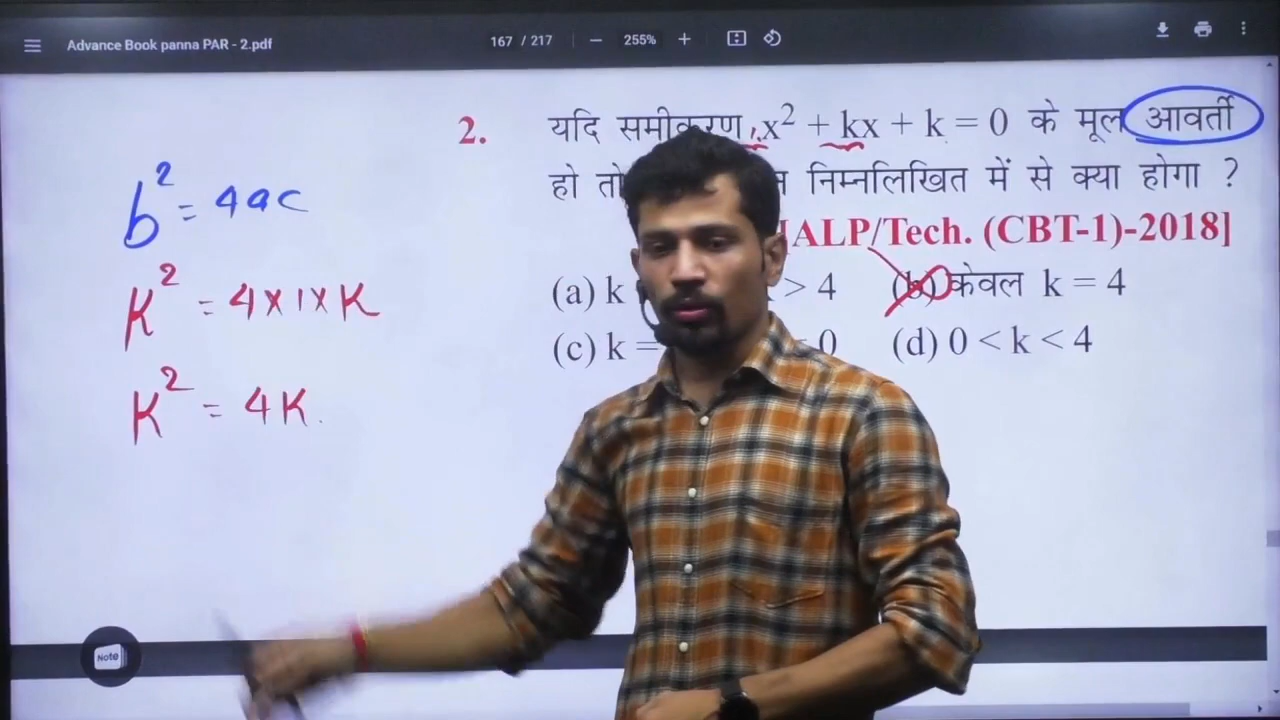 Advance Book panna PAR - 2.pdf 167 / 217 255%
2. यदि समीकरण x² + kx + k = 0 के मूल आवर्ती
हो तो निम्नलिखित में से क्या होगा ?
ALP/Tech. (CBT-1)-2018]
(a) k > 4 (b) केवल k = 4
(c) k = 0 (d) 0 < k < 4
b² = 4ac
K² = 4×1×K
K² = 4K.
Note